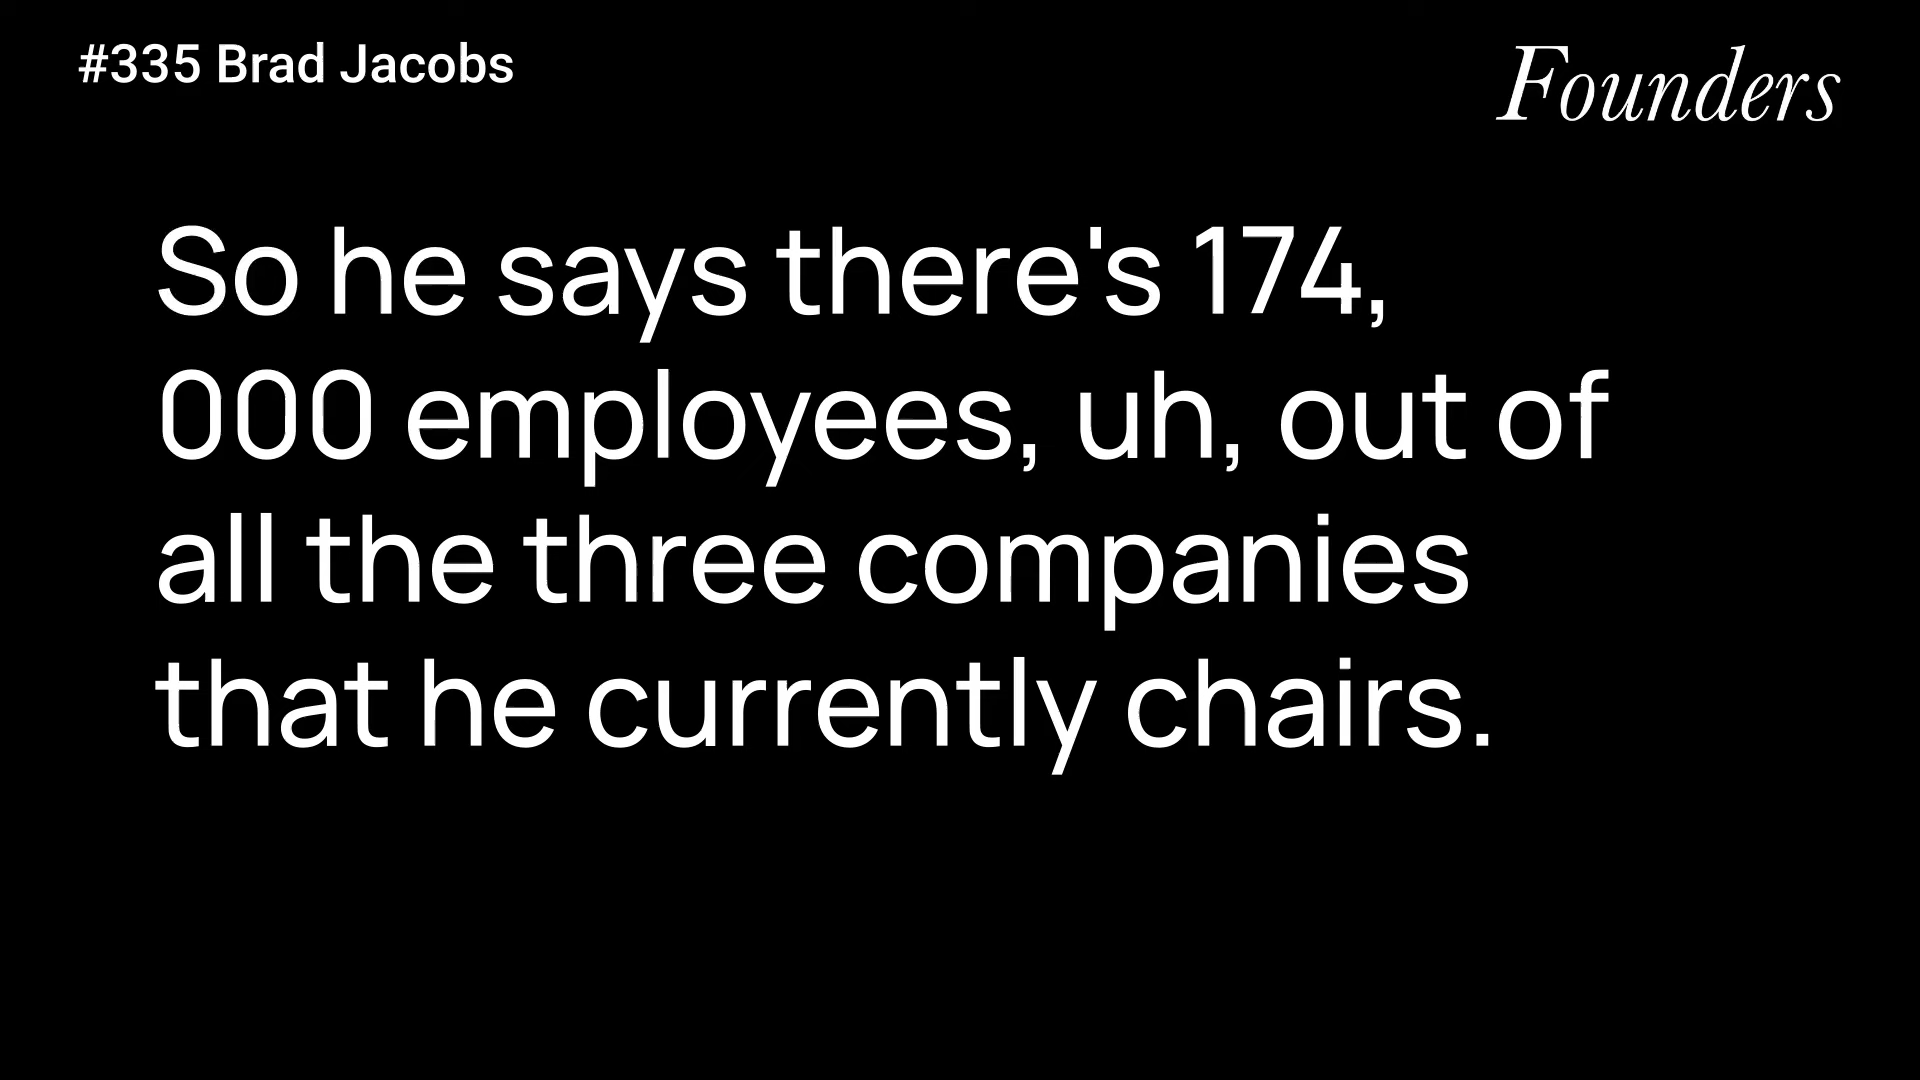 #335 Brad Jacobs
Founders
So he says there's 174,
000 employees, uh, out of
all the three companies
that he currently chairs.